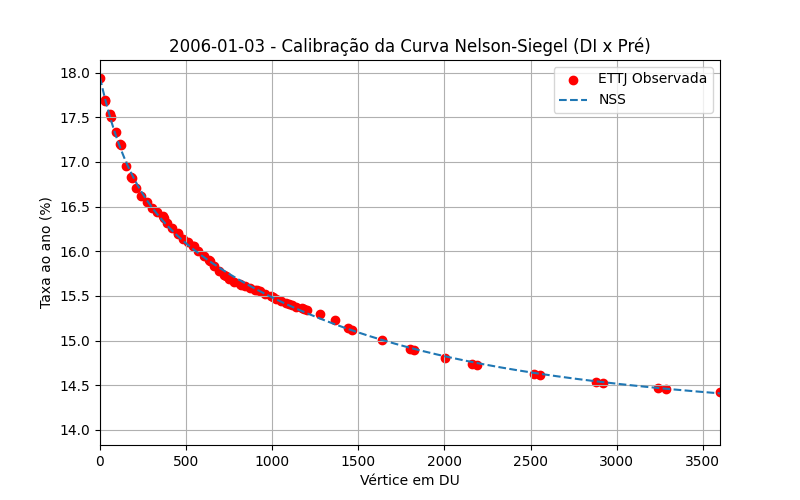 2006-01-03 - Calibração da Curva Nelson-Siegel (DI x Pré)
ETTJ Observada
NSS
Taxa ao ano (%)
18.0
17.5
17.0
16.5
16.0
15.5
15.0
14.5
14.0
0 500 1000 1500 2000 2500 3000 3500
Vértice em DU